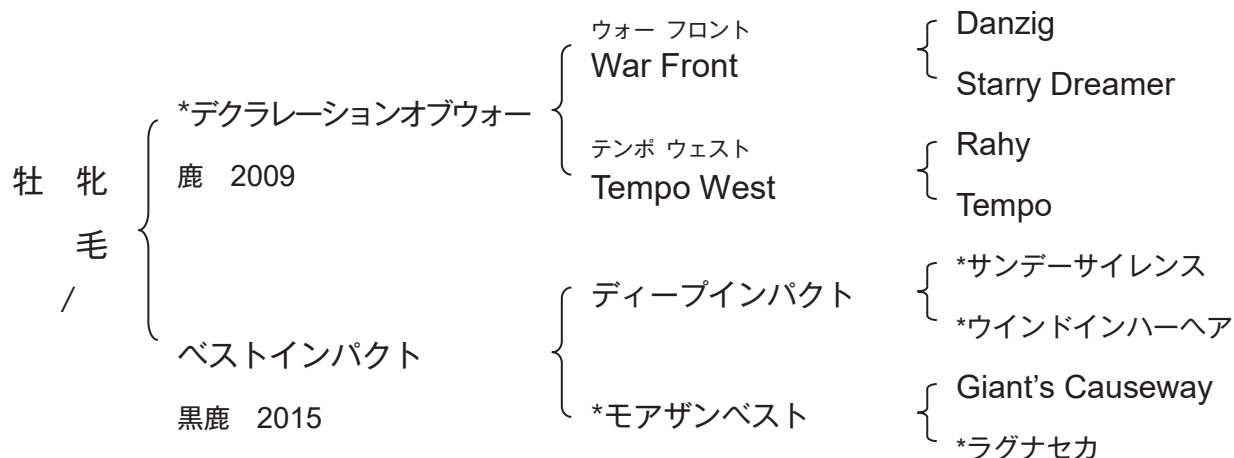 牡 牝
毛
/
*デクラレーションオブウォー
鹿 2009
ベストインパクト
黒鹿 2015
ウォー フロント
War Front
テンポ ウェスト
Tempo West
ディープインパクト
*モアザンベスト
Danzig
Starry Dreamer
Rahy
Tempo
*サンデーサイレンス
*ウインドインハーヘア
Giant's Causeway
*ラグナセカ